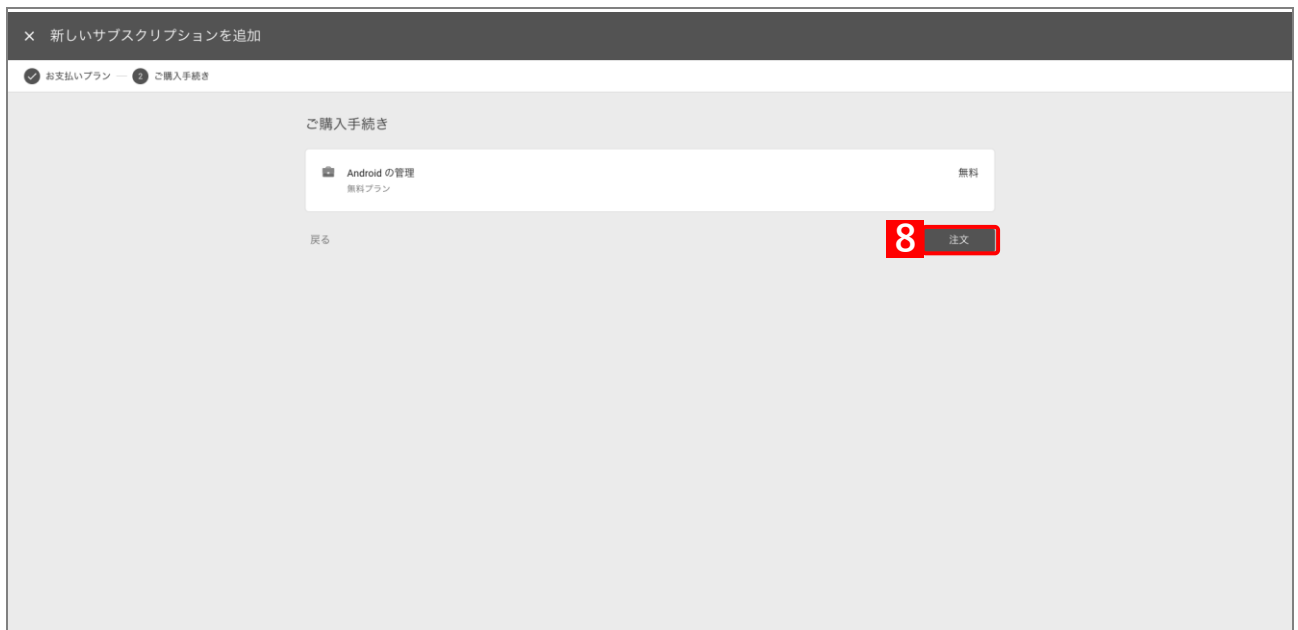 × 新しいサブスクリプションを追加
お支払いプラン — 2 ご購入手続き
ご購入手続き
Android の管理 無料
無料プラン
戻る 8 注文